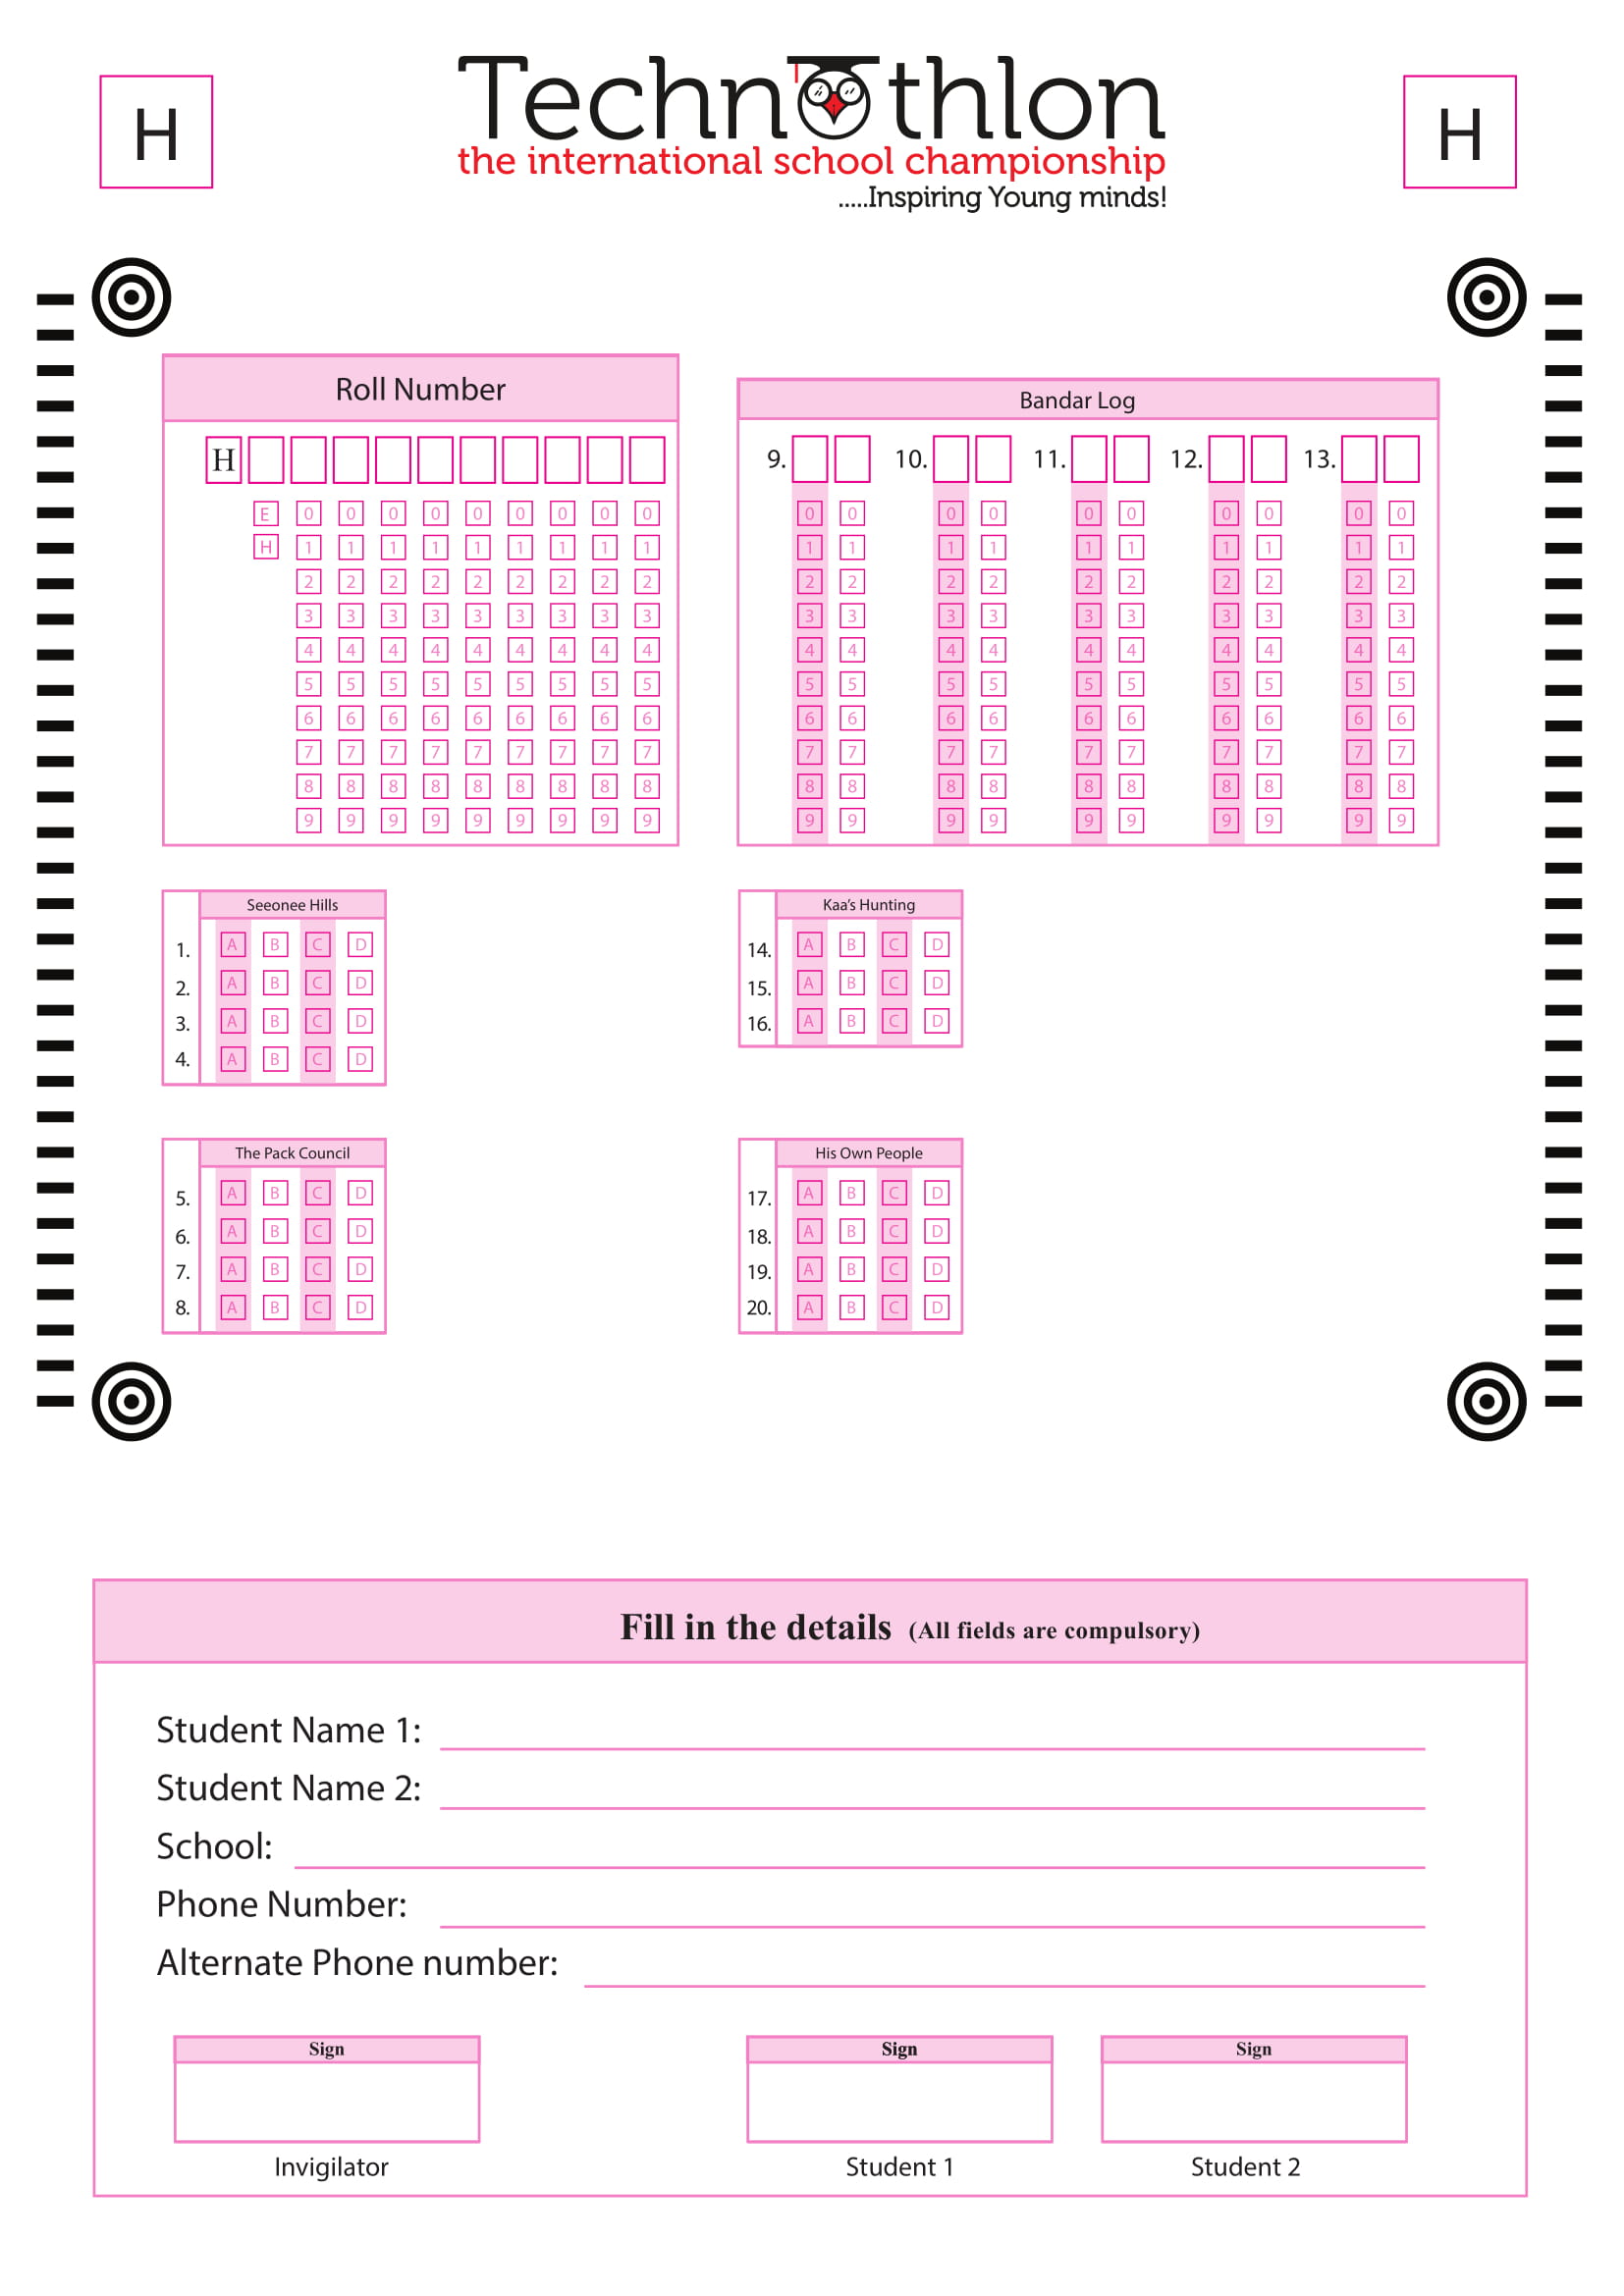 H
Technothlon
H
the international school championship
.....Inspiring Young minds!
Roll Number
H
E 0 0 0 0 0 0 0 0 0
H 1 1 1 1 1 1 1 1 1
2 2 2 2 2 2 2 2 2
3 3 3 3 3 3 3 3 3
4 4 4 4 4 4 4 4 4
5 5 5 5 5 5 5 5 5
6 6 6 6 6 6 6 6 6
7 7 7 7 7 7 7 7 7
8 8 8 8 8 8 8 8 8
9 9 9 9 9 9 9 9 9
Bandar Log
9. 10. 11. 12. 13.
0 0 0 0 0 0 0 0 0 0
1 1 1 1 1 1 1 1 1 1
2 2 2 2 2 2 2 2 2 2
3 3 3 3 3 3 3 3 3 3
4 4 4 4 4 4 4 4 4 4
5 5 5 5 5 5 5 5 5 5
6 6 6 6 6 6 6 6 6 6
7 7 7 7 7 7 7 7 7 7
8 8 8 8 8 8 8 8 8 8
9 9 9 9 9 9 9 9 9 9
Seeonee Hills
1. A B C D
2. A B C D
3. A B C D
4. A B C D
Kaa's Hunting
14. A B C D
15. A B C D
16. A B C D
The Pack Council
5. A B C D
6. A B C D
7. A B C D
8. A B C D
His Own People
17. A B C D
18. A B C D
19. A B C D
20. A B C D
Fill in the details (All fields are compulsory)
Student Name 1:
Student Name 2:
School:
Phone Number:
Alternate Phone number:
Sign Sign Sign
Invigilator Student 1 Student 2